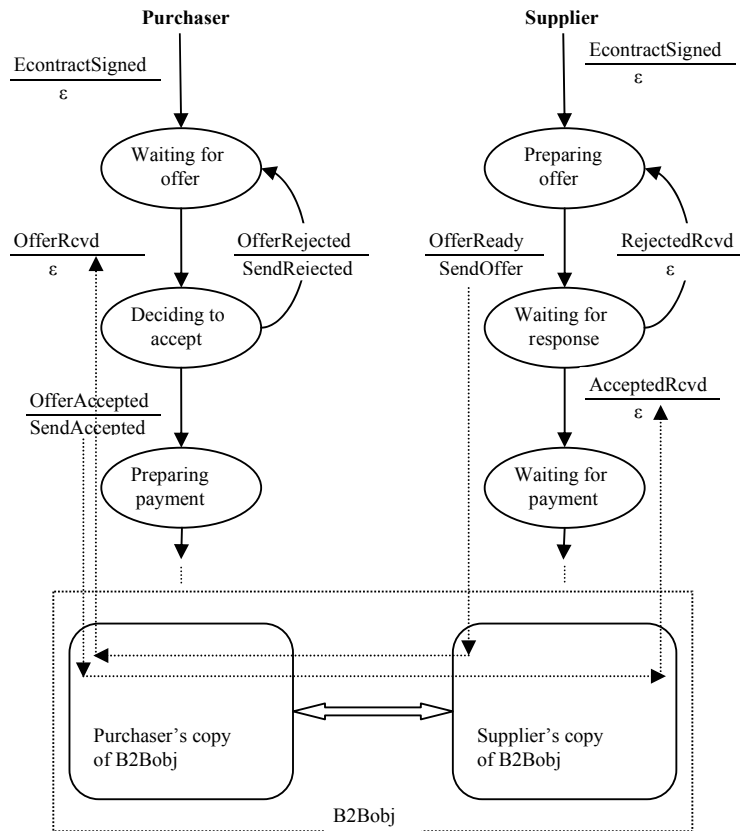 Purchaser
Supplier
EcontractSigned
ε
EcontractSigned
ε
Waiting for
offer
Preparing
offer
OfferRcvd
ε
OfferRejected
SendReiected
OfferReady
SendOffer
RejectedRcvd
ε
Deciding to
accept
Waiting for
response
OfferAccepted
SendAccepted
AcceptedRcvd
ε
Preparing
payment
Waiting for
payment
Purchaser's copy
of B2Bobj
Supplier's copy
of B2Bobj
B2Bobj